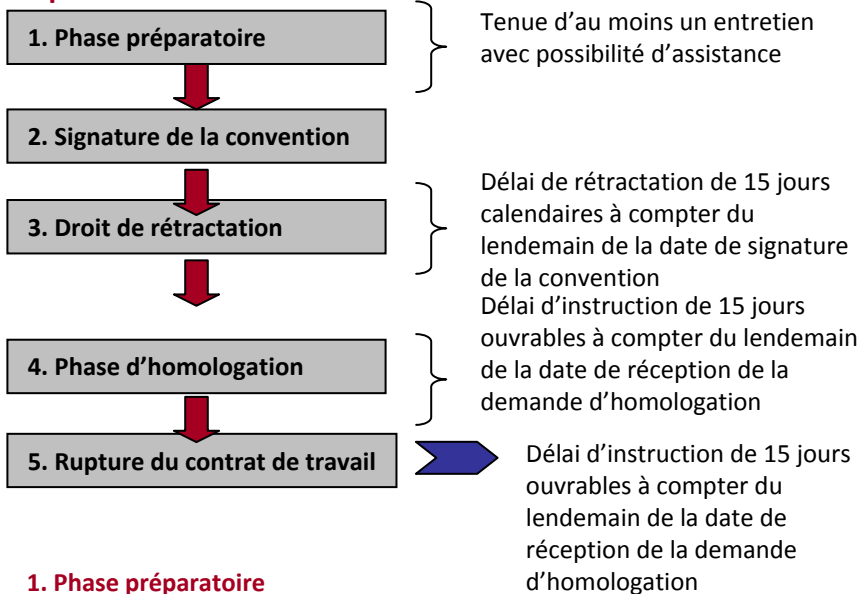 1. Phase préparatoire
Tenue d’au moins un entretien
avec possibilité d’assistance
2. Signature de la convention
3. Droit de rétractation
Délai de rétractation de 15 jours
calendaires à compter du
lendemain de la date de signature
de la convention
4. Phase d’homologation
Délai d’instruction de 15 jours
ouvrables à compter du lendemain
de la date de réception de la
demande d’homologation
5. Rupture du contrat de travail
Délai d’instruction de 15 jours
ouvrables à compter du
lendemain de la date de
réception de la demande
d’homologation
1. Phase préparatoire